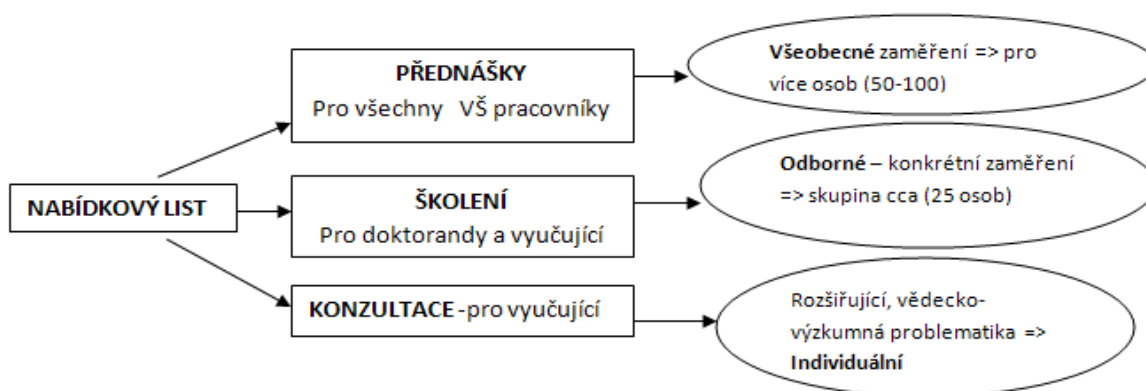 NABÍDKOVÝ LIST
PŘEDNÁŠKY
Pro všechny VŠ pracovníky
Všeobecné zaměření => pro
více osob (50-100)
ŠKOLENÍ
Pro doktorandy a vyučující
Odborné – konkrétní zaměření
=> skupina cca (25 osob)
KONZULTACE -pro vyučující
Rozšiřující, vědecko-
výzkumná problematika =>
Individuální